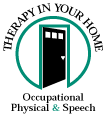 THERAPY IN YOUR HOME
Occupational
Physical & Speech